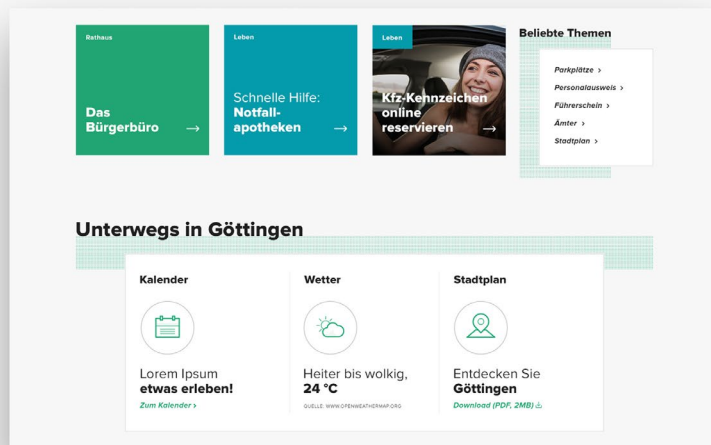 Rathaus
Das
Bürgerbüro
Leben
Schnelle Hilfe:
Notfall-
apotheken
Leben
Kfz-Kennzeichen
online
reservieren
Beliebte Themen
Parkplätze >
Personalausweis >
Führerschein >
Ämter >
Stadtplan >
Unterwegs in Göttingen
Kalender
Lorem Ipsum
etwas erleben!
Zum Kalender >
Wetter
Heiter bis wolkig,
24 °C
QUELLE: WWW.OPENWEATHERMAP.ORG
Stadtplan
Entdecken Sie
Göttingen
Download (PDF, 2MB)